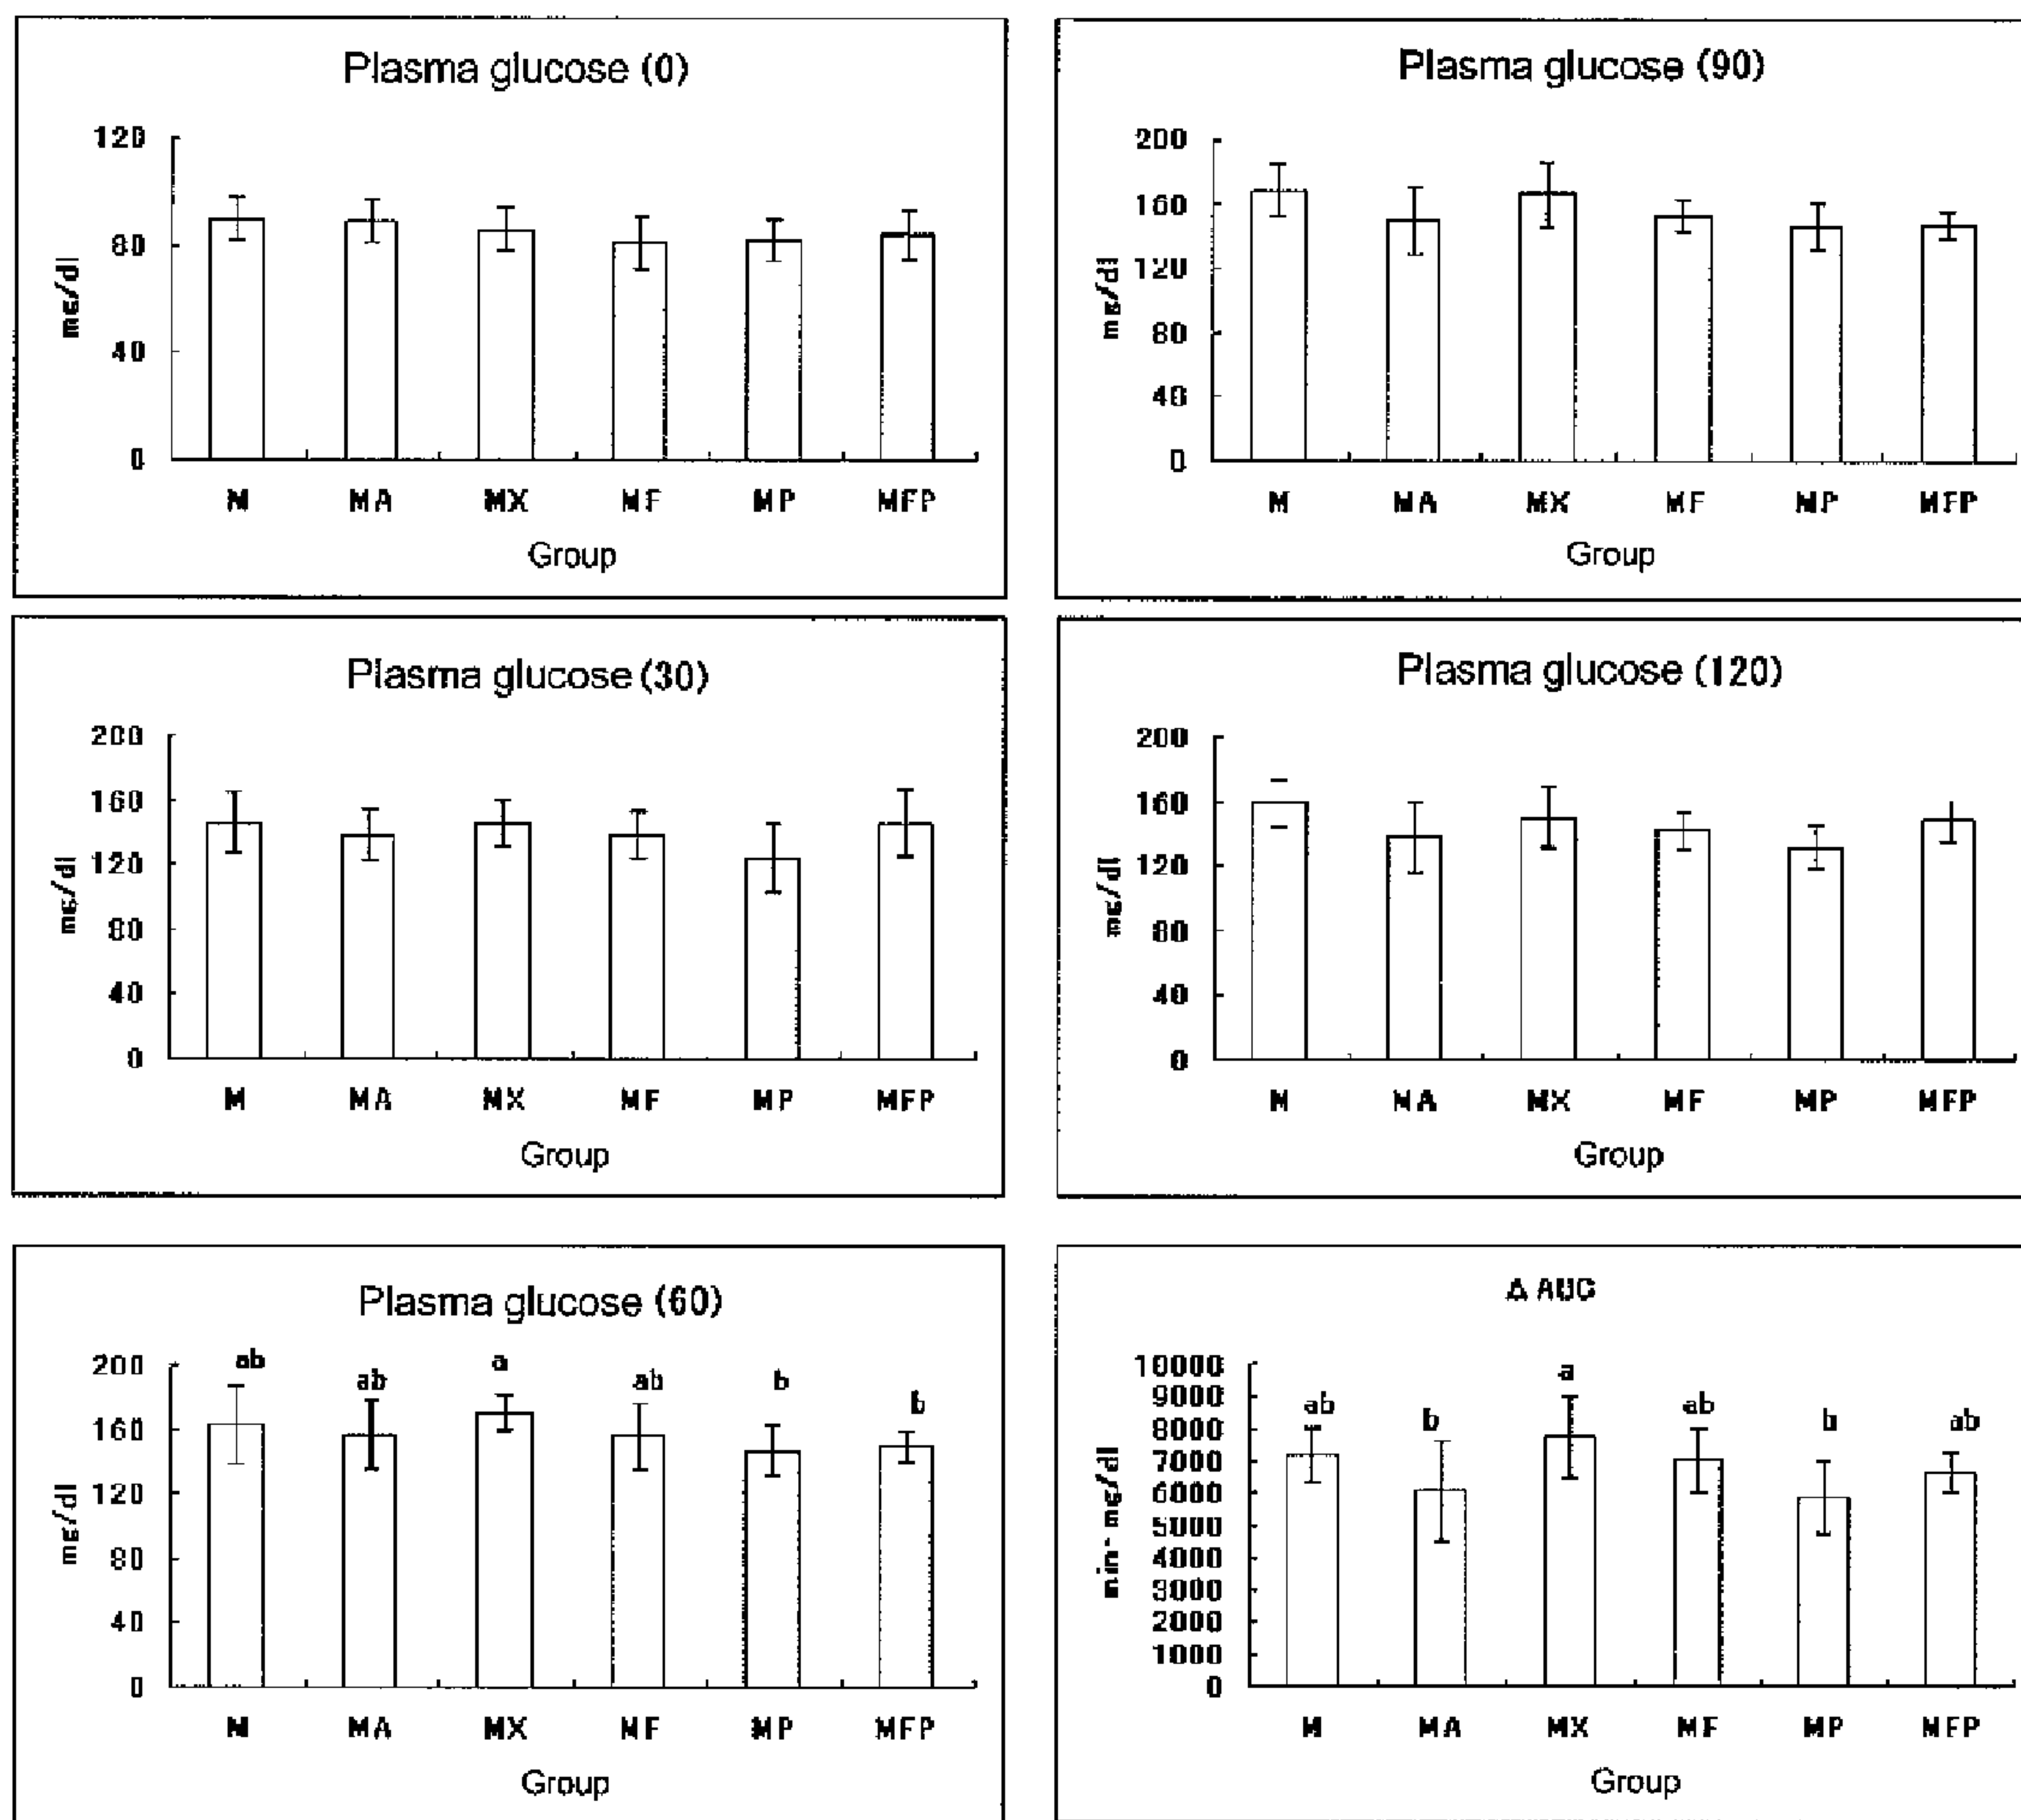 Plasma glucose (0)
120
80
40
0
mg/dl
M MA MX MF MP MFP
Group
Plasma glucose (90)
200
160
120
80
40
0
mg/dl
M MA MX MF MP MFP
Group
Plasma glucose (30)
200
160
120
80
40
0
mg/dl
M MA MX MF MP MFP
Group
Plasma glucose (120)
200
160
120
80
40
0
mg/dl
M MA MX MF MP MFP
Group
Plasma glucose (60)
200
160
120
80
40
0
mg/dl
ab ab a ab b b
M MA MX MF MP MFP
Group
Δ AUC
10000
9000
8000
7000
6000
5000
4000
3000
2000
1000
0
min· mg/dl
ab b a ab b ab
M MA MX MF MP MFP
Group